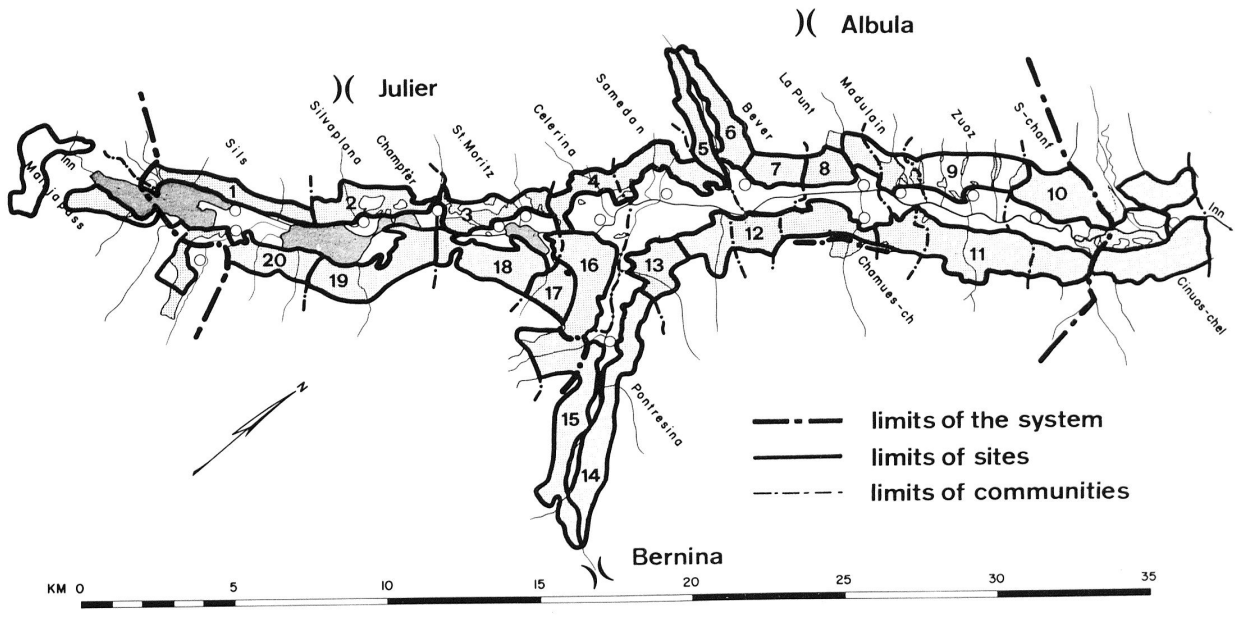 )( Albula
)( Julier
Inn
Sils
Silvaplana
Champfèr
St Moritz
Celerina
Samedan
Bever
La Punt
Madulain
Zuoz
S-chanf
1
2
3
4
5
6
7
8
9
10
Inn
20
19
18
17
16
13
12
11
Chamues-ch
Cinuos-chel
N
Pontresina
15
14
limits of the system
limits of sites
limits of communities
)( Bernina
KM 0 5 10 15 20 25 30 35